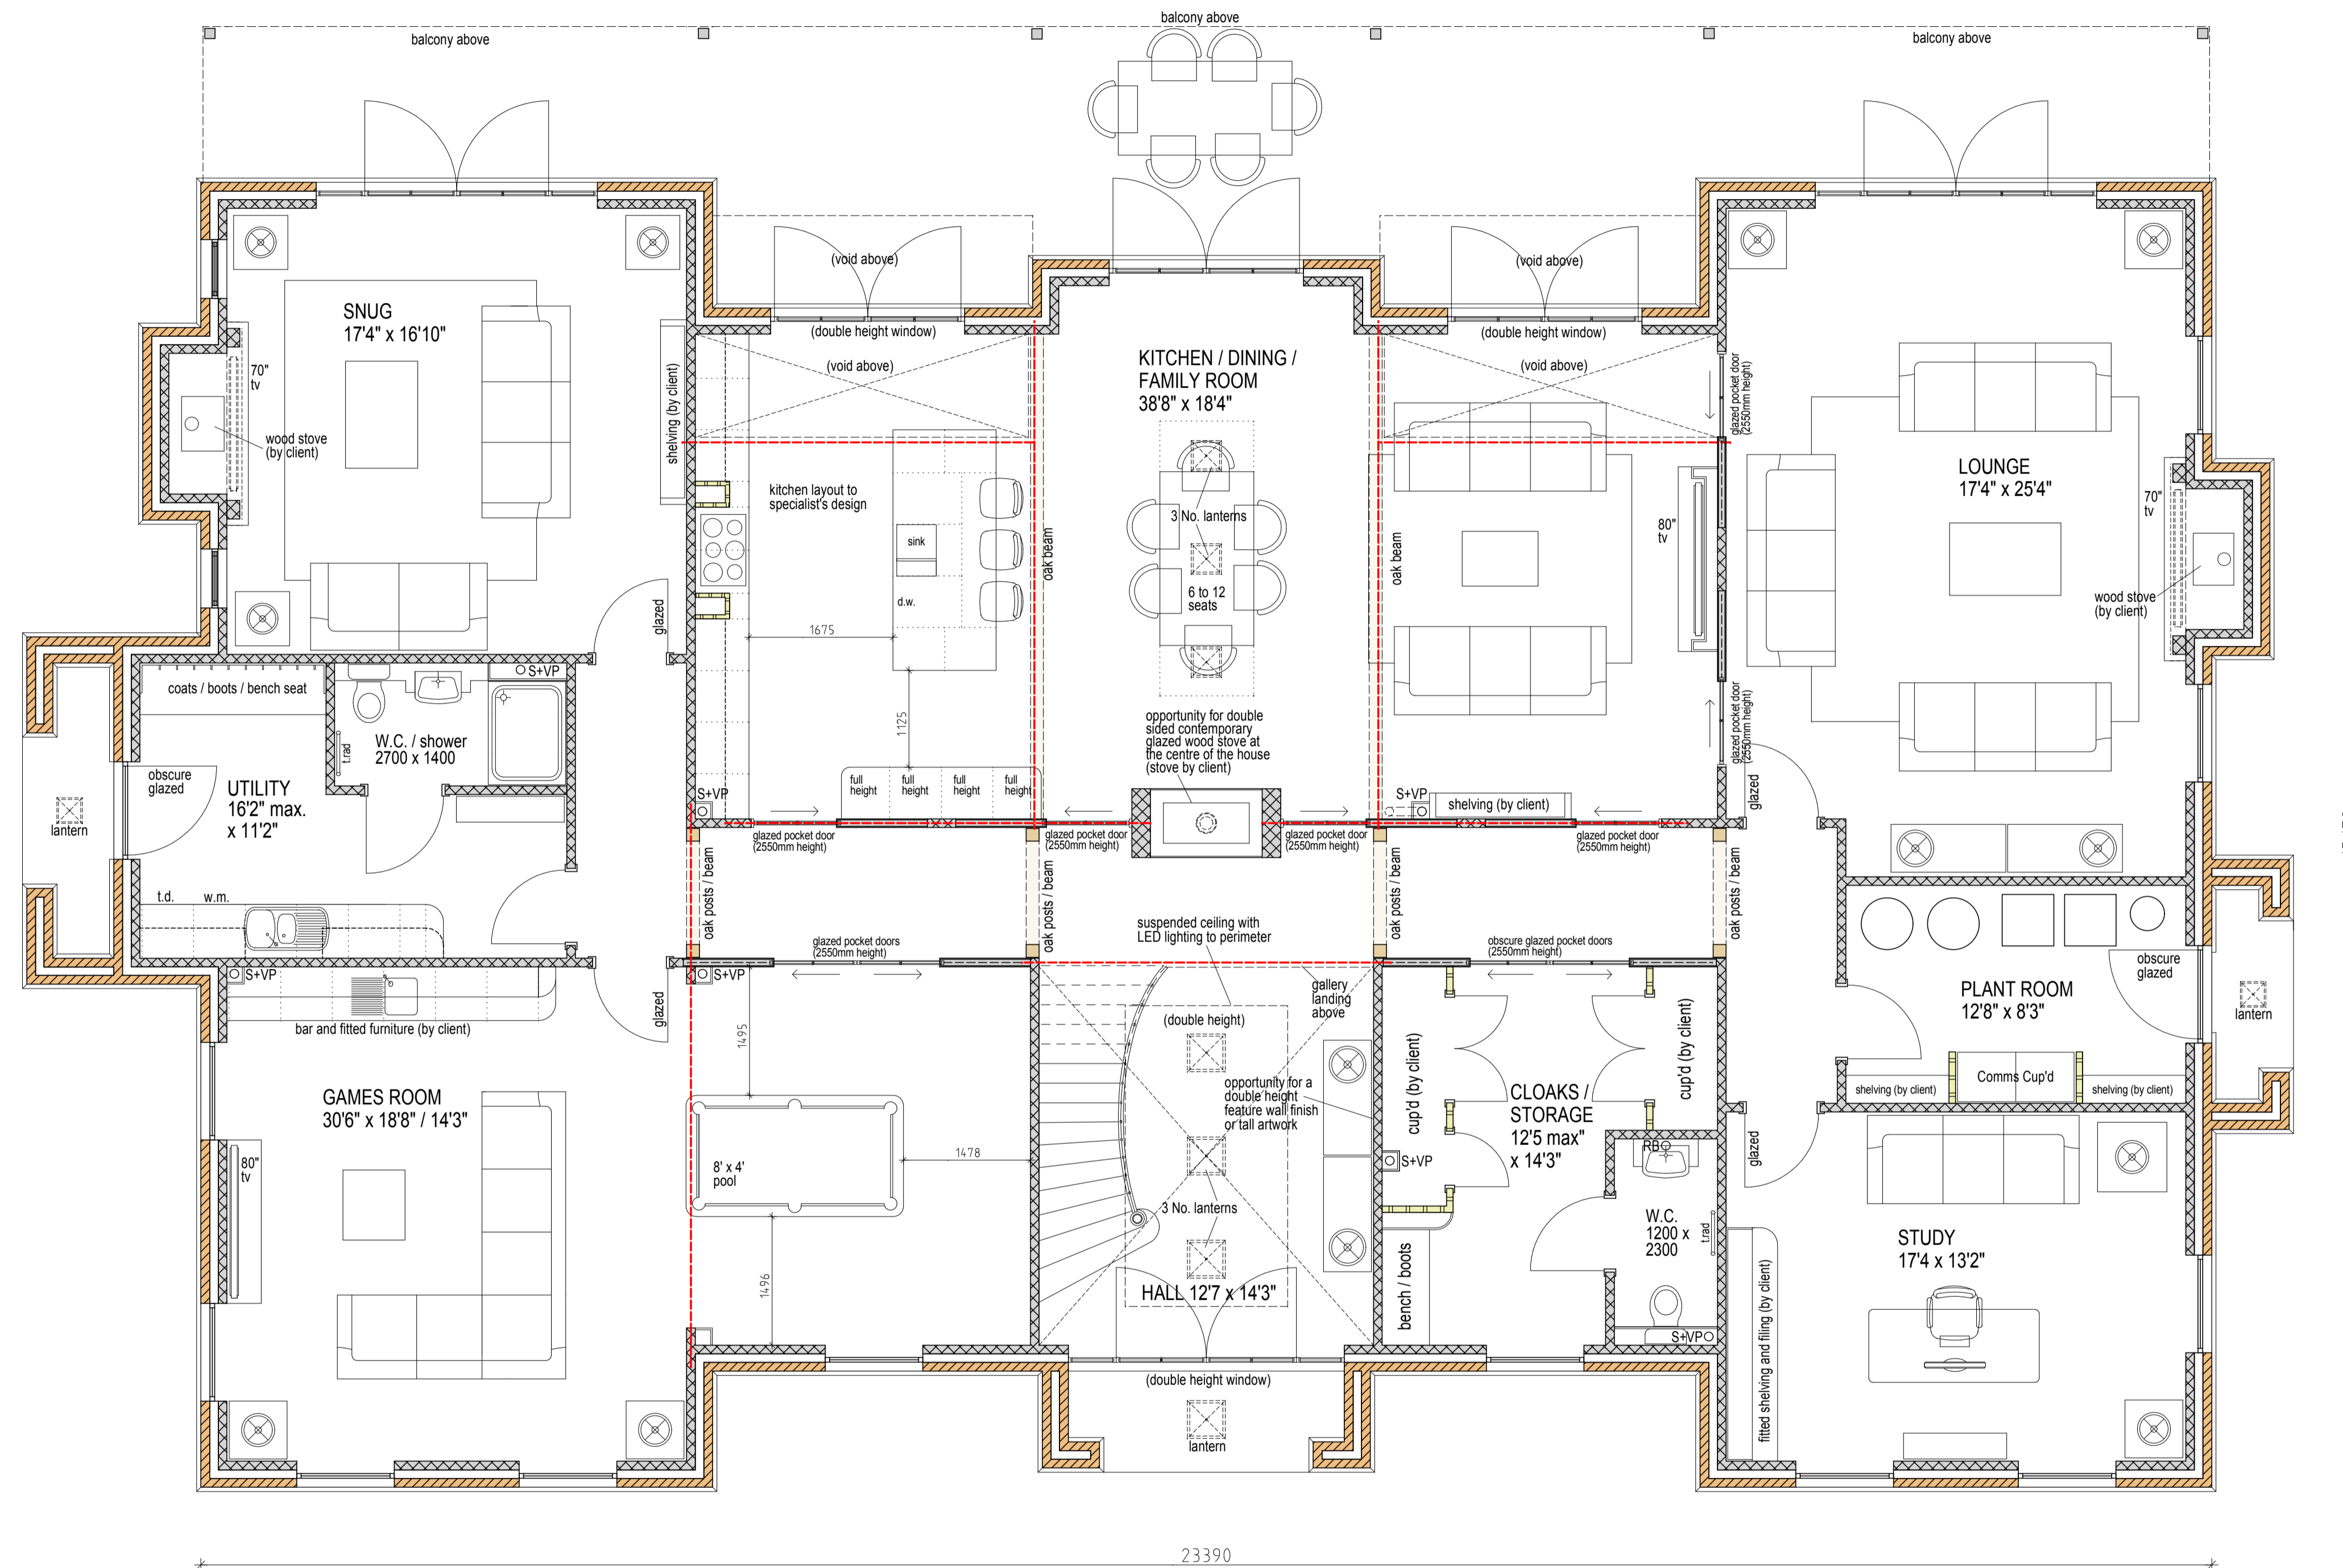 balcony above
balcony above
balcony above
(void above)
(void above)
SNUG
17'4" x 16'10"
70"
tv
wood stove
(by client)
shelving (by client)
(double height window)
(void above)
kitchen layout to
specialist's design
sink
d.w.
1675
1125
full
height
full
height
full
height
full
height
oak beam
KITCHEN / DINING /
FAMILY ROOM
38'8" x 18'4"
3 No. lanterns
6 to 12
seats
opportunity for double
sided contemporary
glazed wood stove at
the centre of the house
(stove by client)
(double height window)
(void above)
oak beam
80"
tv
glazed pocket door
(2550mm height)
glazed pocket door
(2550mm height)
S+VP
shelving (by client)
LOUNGE
17'4" x 25'4"
70"
tv
wood stove
(by client)
glazed
glazed
coats / boots / bench seat
S+VP
W.C. / shower
2700 x 1400
t.rad
obscure
glazed
UTILITY
16'2" max.
x 11'2"
lantern
t.d.
w.m.
S+VP
glazed pocket door
(2550mm height)
glazed pocket door
(2550mm height)
glazed pocket door
(2550mm height)
glazed pocket door
(2550mm height)
oak posts / beam
oak posts / beam
oak posts / beam
oak posts / beam
glazed pocket doors
(2550mm height)
suspended ceiling with
LED lighting to perimeter
obscure glazed pocket doors
(2550mm height)
S+VP
bar and fitted furniture (by client)
glazed
S+VP
GAMES ROOM
30'6" x 18'8" / 14'3"
80"
tv
1495
8' x 4'
pool
1478
1496
(double height)
gallery
landing
above
opportunity for a
double height
feature wall finish
or tall artwork
3 No. lanterns
HALL 12'7 x 14'3"
(double height window)
lantern
cup'd (by client)
cup'd (by client)
CLOAKS /
STORAGE
12'5 max"
x 14'3"
S+VP
bench / boots
RB
W.C.
1200 x
2300
t.rad
S+VP
PLANT ROOM
12'8" x 8'3"
obscure
glazed
lantern
shelving (by client)
Comms Cup'd
shelving (by client)
glazed
STUDY
17'4 x 13'2"
fitted shelving and filing (by client)
23390